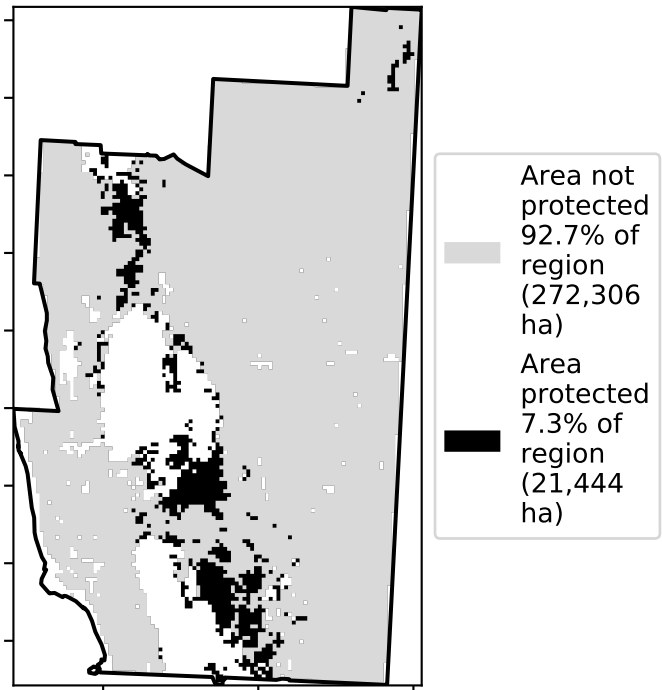 Area not
protected
92.7% of
region
(272,306
ha)
Area
protected
7.3% of
region
(21,444
ha)